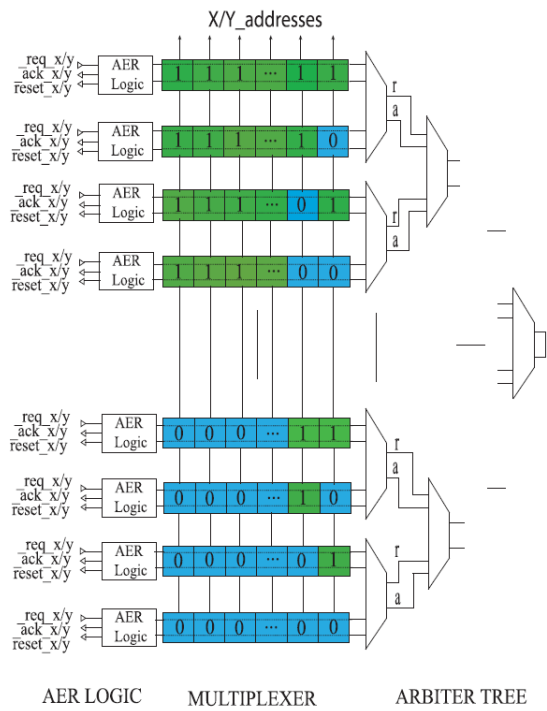 X/Y_addresses
_req_x/y
_ack_x/y
reset_x/y
AER
Logic
1 1 1 ... 1 1
r
a
_req_x/y
_ack_x/y
reset_x/y
AER
Logic
1 1 1 ... 1 0
_req_x/y
_ack_x/y
reset_x/y
AER
Logic
1 1 1 ... 0 1
r
a
_req_x/y
_ack_x/y
reset_x/y
AER
Logic
1 1 1 ... 0 0
_req_x/y
_ack_x/y
reset_x/y
AER
Logic
0 0 0 ... 1 1
r
a
_req_x/y
_ack_x/y
reset_x/y
AER
Logic
0 0 0 ... 1 0
_req_x/y
_ack_x/y
reset_x/y
AER
Logic
0 0 0 ... 0 1
r
a
_req_x/y
_ack_x/y
reset_x/y
AER
Logic
0 0 0 ... 0 0
AER LOGIC MULTIPLEXER ARBITER TREE